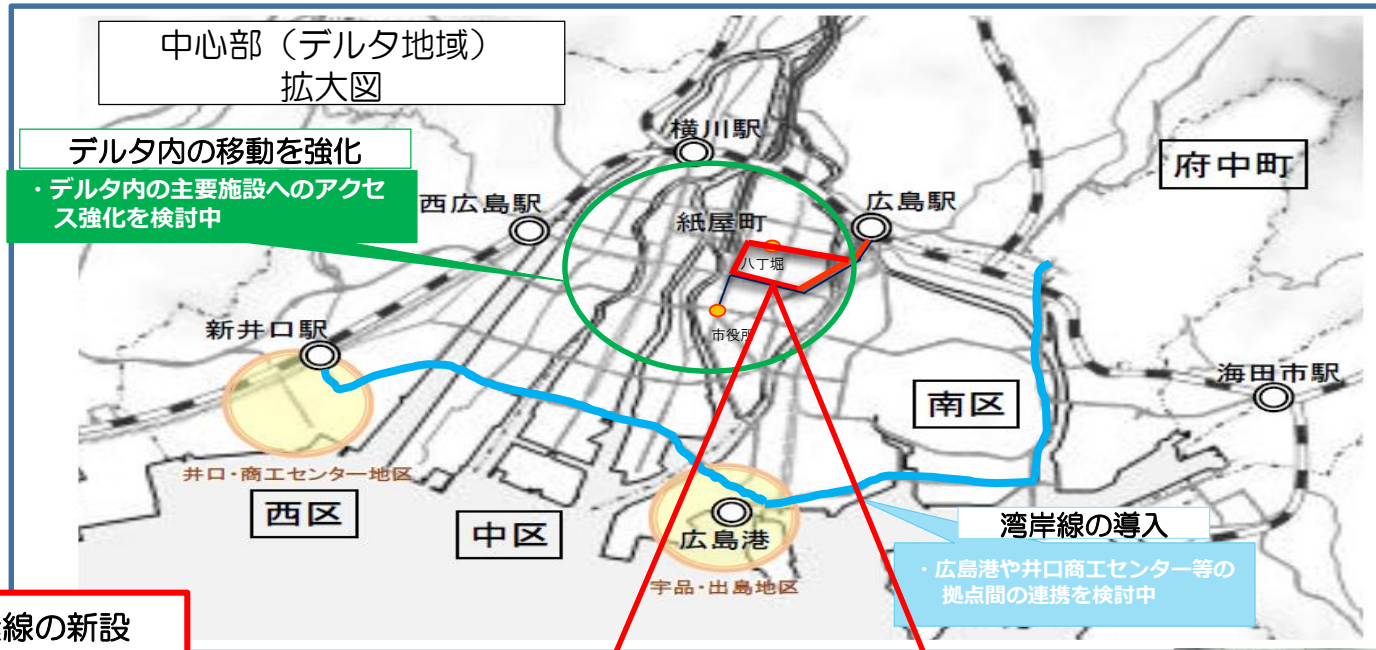 中心部（デルタ地域）
拡大図
デルタ内の移動を強化
・デルタ内の主要施設へのアクセ
ス強化を検討中
横川駅
府中町
西広島駅
紙屋町
広島駅
八丁堀
市役所
新井口駅
海田市駅
南区
井口・商工センター地区
西区
中区
広島港
宇品・出島地区
湾岸線の導入
・広島港や井口商工センター等の
拠点間の連携を検討中
線の新設